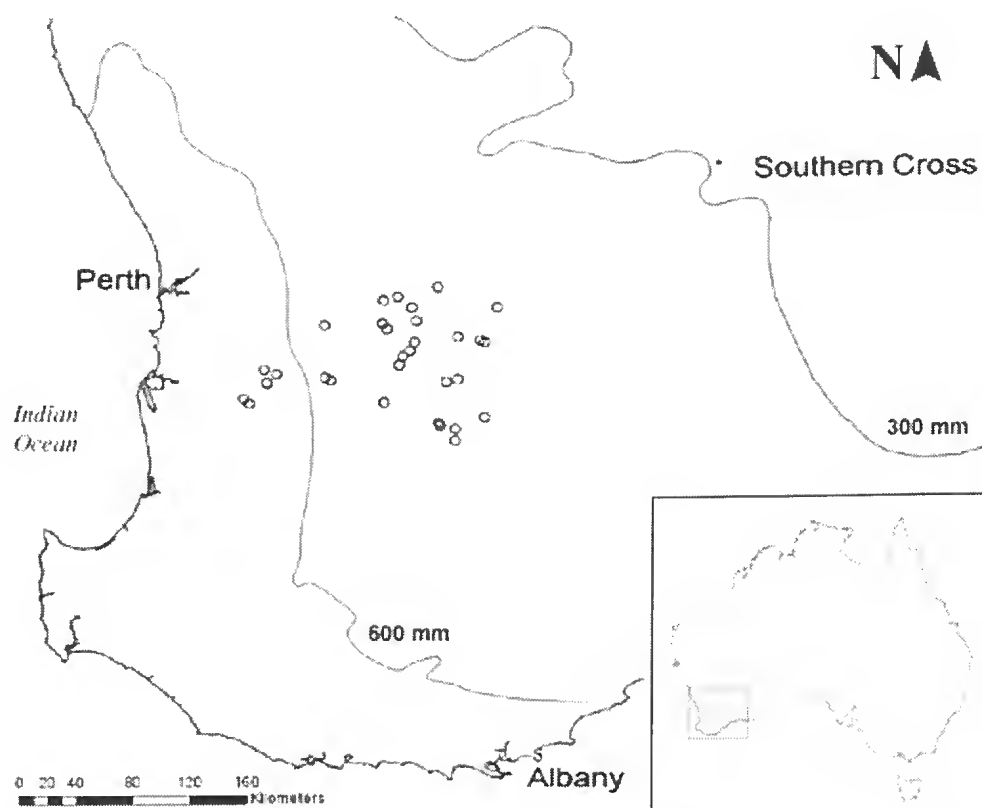 N
Southern Cross
Perth
Indian
Ocean
300 mm
600 mm
Albany
0 20 40 80 120 160
Kilometers